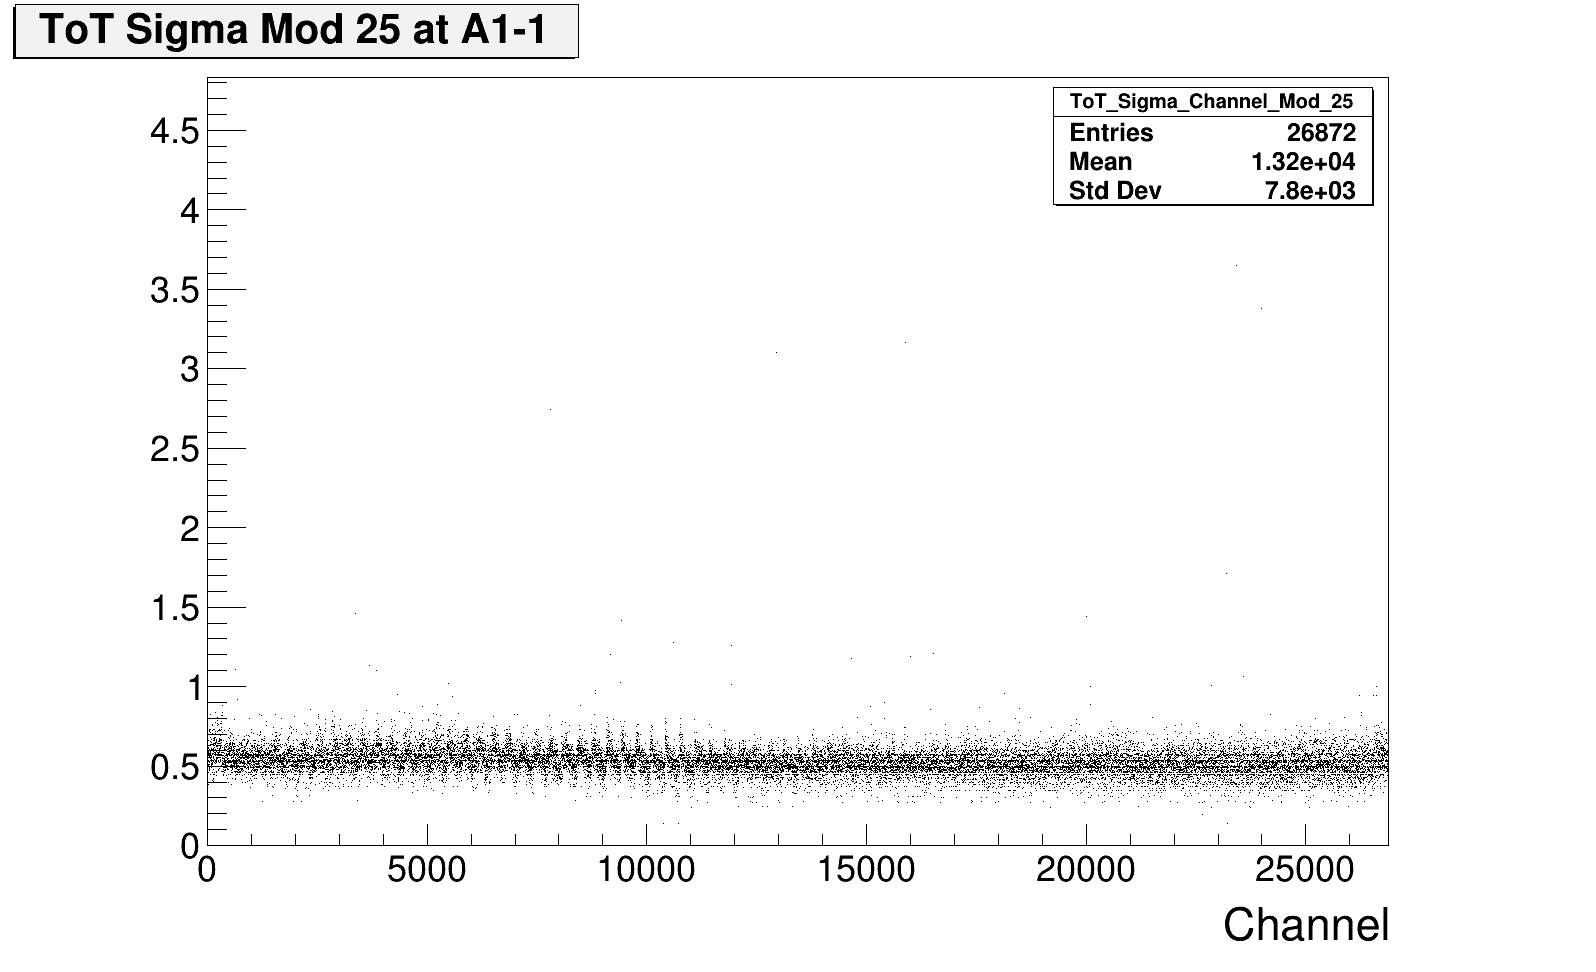 ToT Sigma Mod 25 at A1-1
ToT_Sigma_Channel_Mod_25
Entries 26872
Mean 1.32e+04
Std Dev 7.8e+03
4.5
4
3.5
3
2.5
2
1.5
1
0.5
0
0 5000 10000 15000 20000 25000
Channel